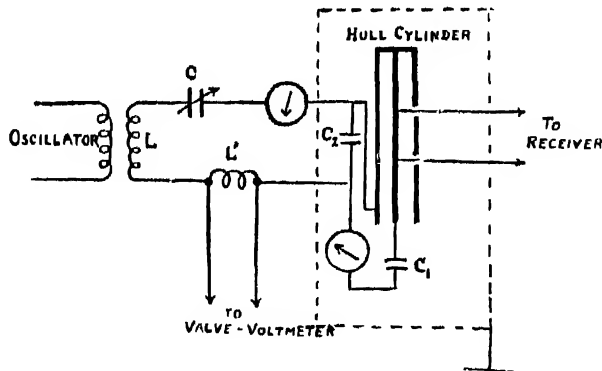 HULL CYLINDER
C
C₂
TO
RECEIVER
OSCILLATOR
L
L'
C₁
TO
VALVE-VOLTMETER